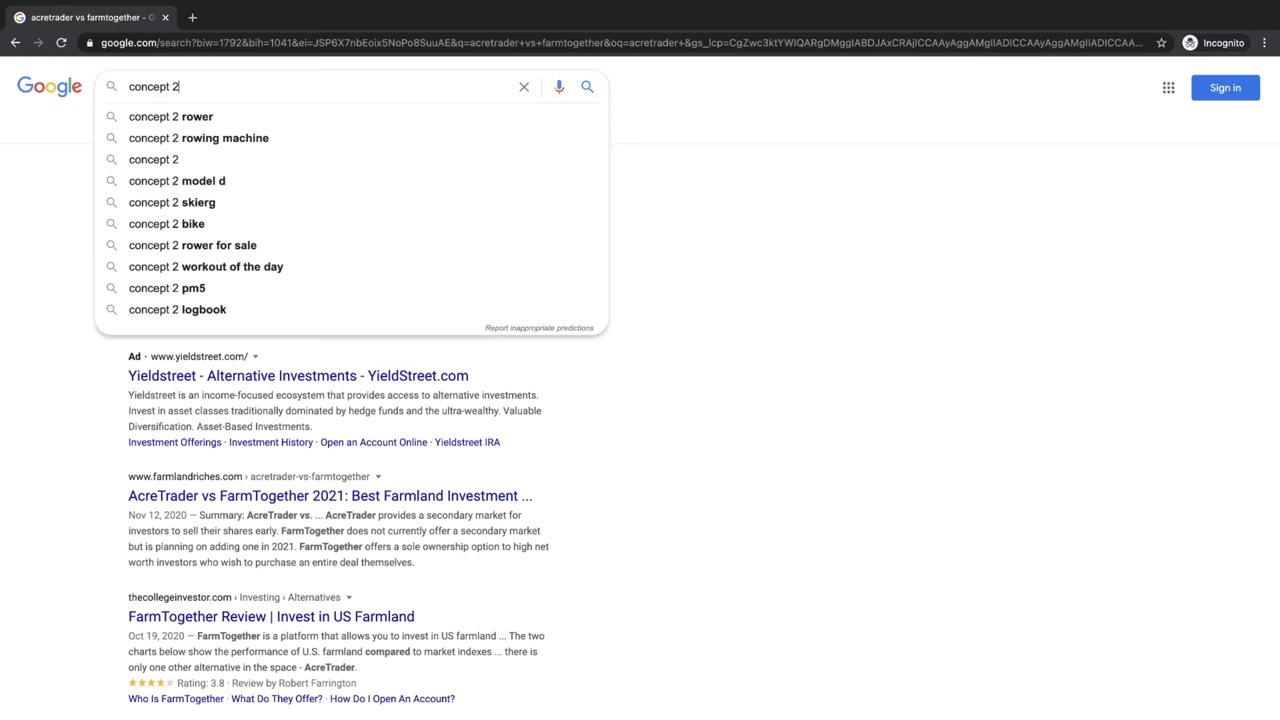 acretrader vs farmtogether - G
google.com/search?biw=1792&bih=1041&ei=JSP6X7nbEoix5NoPo8SuuAE&q=acretrader+vs+farmtogether&oq=acretrader+&gs_lcp=CgZwc3ktYWIQARgDMggIABDJAxCRAjICCAAyAggAMgIIADICCAAyAggAMgIIADICCAA...
Incognito
Google
concept 2
Sign in
concept 2 rower
concept 2 rowing machine
concept 2
concept 2 model d
concept 2 skierg
concept 2 bike
concept 2 rower for sale
concept 2 workout of the day
concept 2 pm5
concept 2 logbook
Report inappropriate predictions
Ad · www.yieldstreet.com/
Yieldstreet - Alternative Investments - YieldStreet.com
Yieldstreet is an income-focused ecosystem that provides access to alternative investments.
Invest in asset classes traditionally dominated by hedge funds and the ultra-wealthy. Valuable
Diversification. Asset-Based Investments.
Investment Offerings · Investment History · Open an Account Online · Yieldstreet IRA
www.farmlandriches.com › acretrader-vs-farmtogether
AcreTrader vs FarmTogether 2021: Best Farmland Investment ...
Nov 12, 2020 — Summary: AcreTrader vs. ... AcreTrader provides a secondary market for
investors to sell their shares early. FarmTogether does not currently offer a secondary market
but is planning on adding one in 2021. FarmTogether offers a sole ownership option to high net
worth investors who wish to purchase an entire deal themselves.
thecollegeinvestor.com › Investing › Alternatives
FarmTogether Review | Invest in US Farmland
Oct 19, 2020 — FarmTogether is a platform that allows you to invest in US farmland ... The two
charts below show the performance of U.S. farmland compared to market indexes ... there is
only one other alternative in the space - AcreTrader.
Rating: 3.8 · Review by Robert Farrington
Who Is FarmTogether · What Do They Offer? · How Do I Open An Account?